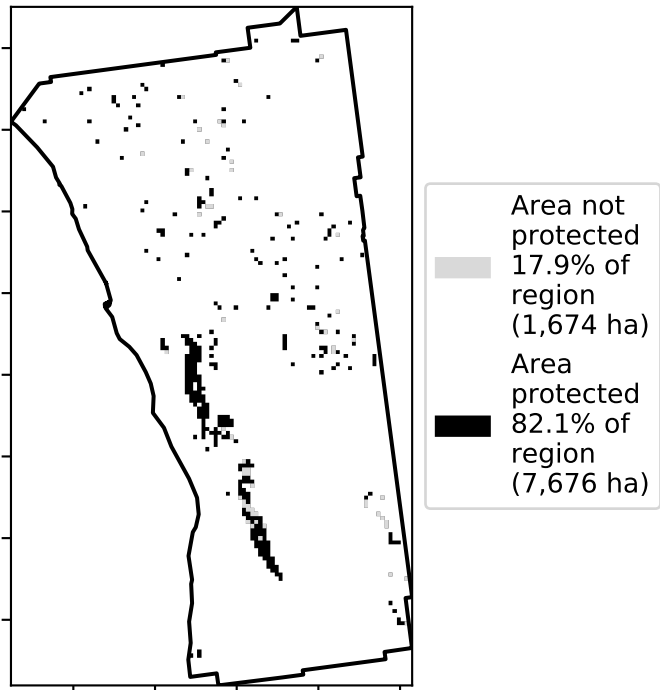 Area not
protected
17.9% of
region
(1,674 ha)
Area
protected
82.1% of
region
(7,676 ha)